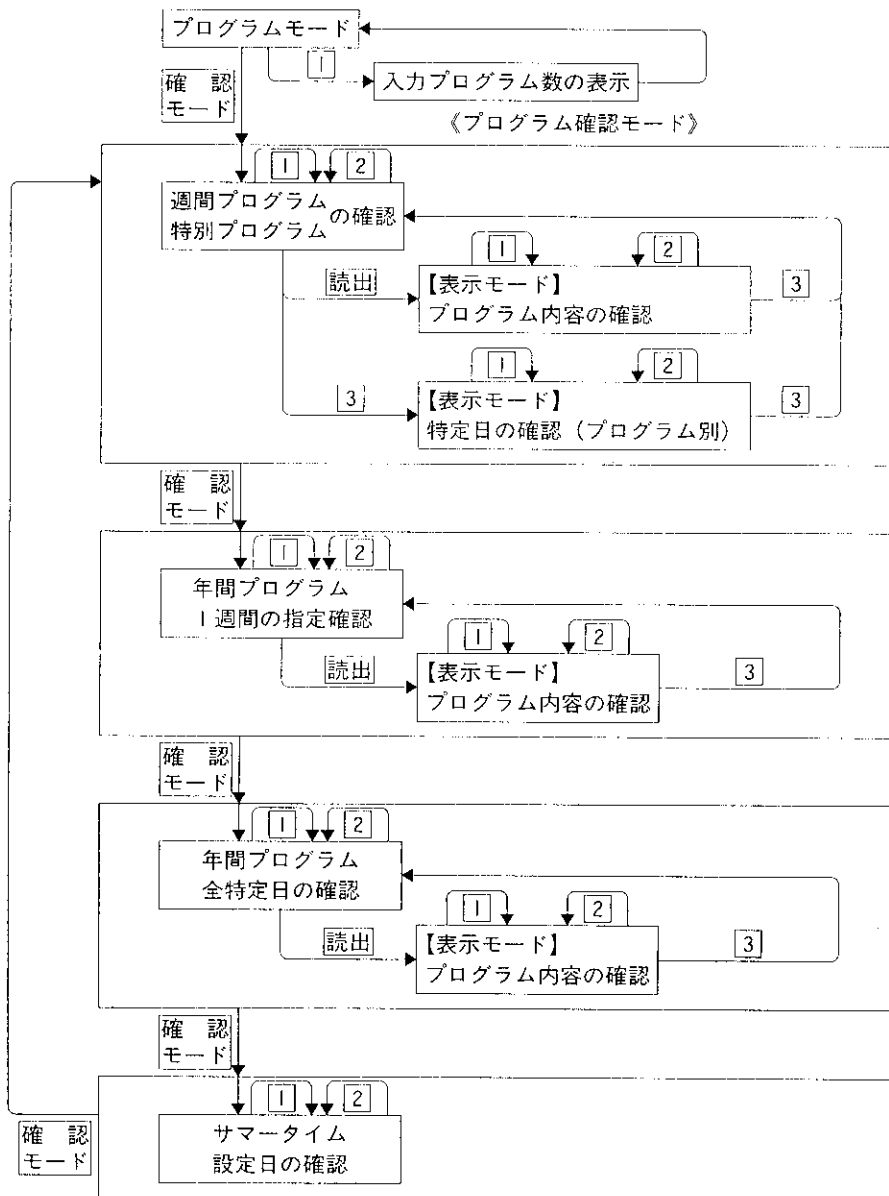 プログラムモード
1
入力プログラム数の表示
確 認
モード
《プログラム確認モード》
1 2
週間プログラム
特別プログラム の確認
1 2
読出
【表示モード】
プログラム内容の確認
3
1 2
3
【表示モード】
特定日の確認（プログラム別）
3
確 認
モード
1 2
年間プログラム
1週間の指定確認
1 2
読出
【表示モード】
プログラム内容の確認
3
確 認
モード
1 2
年間プログラム
全特定日の確認
1 2
読出
【表示モード】
プログラム内容の確認
3
確 認
モード
1 2
サマータイム
設定日の確認
確 認
モード